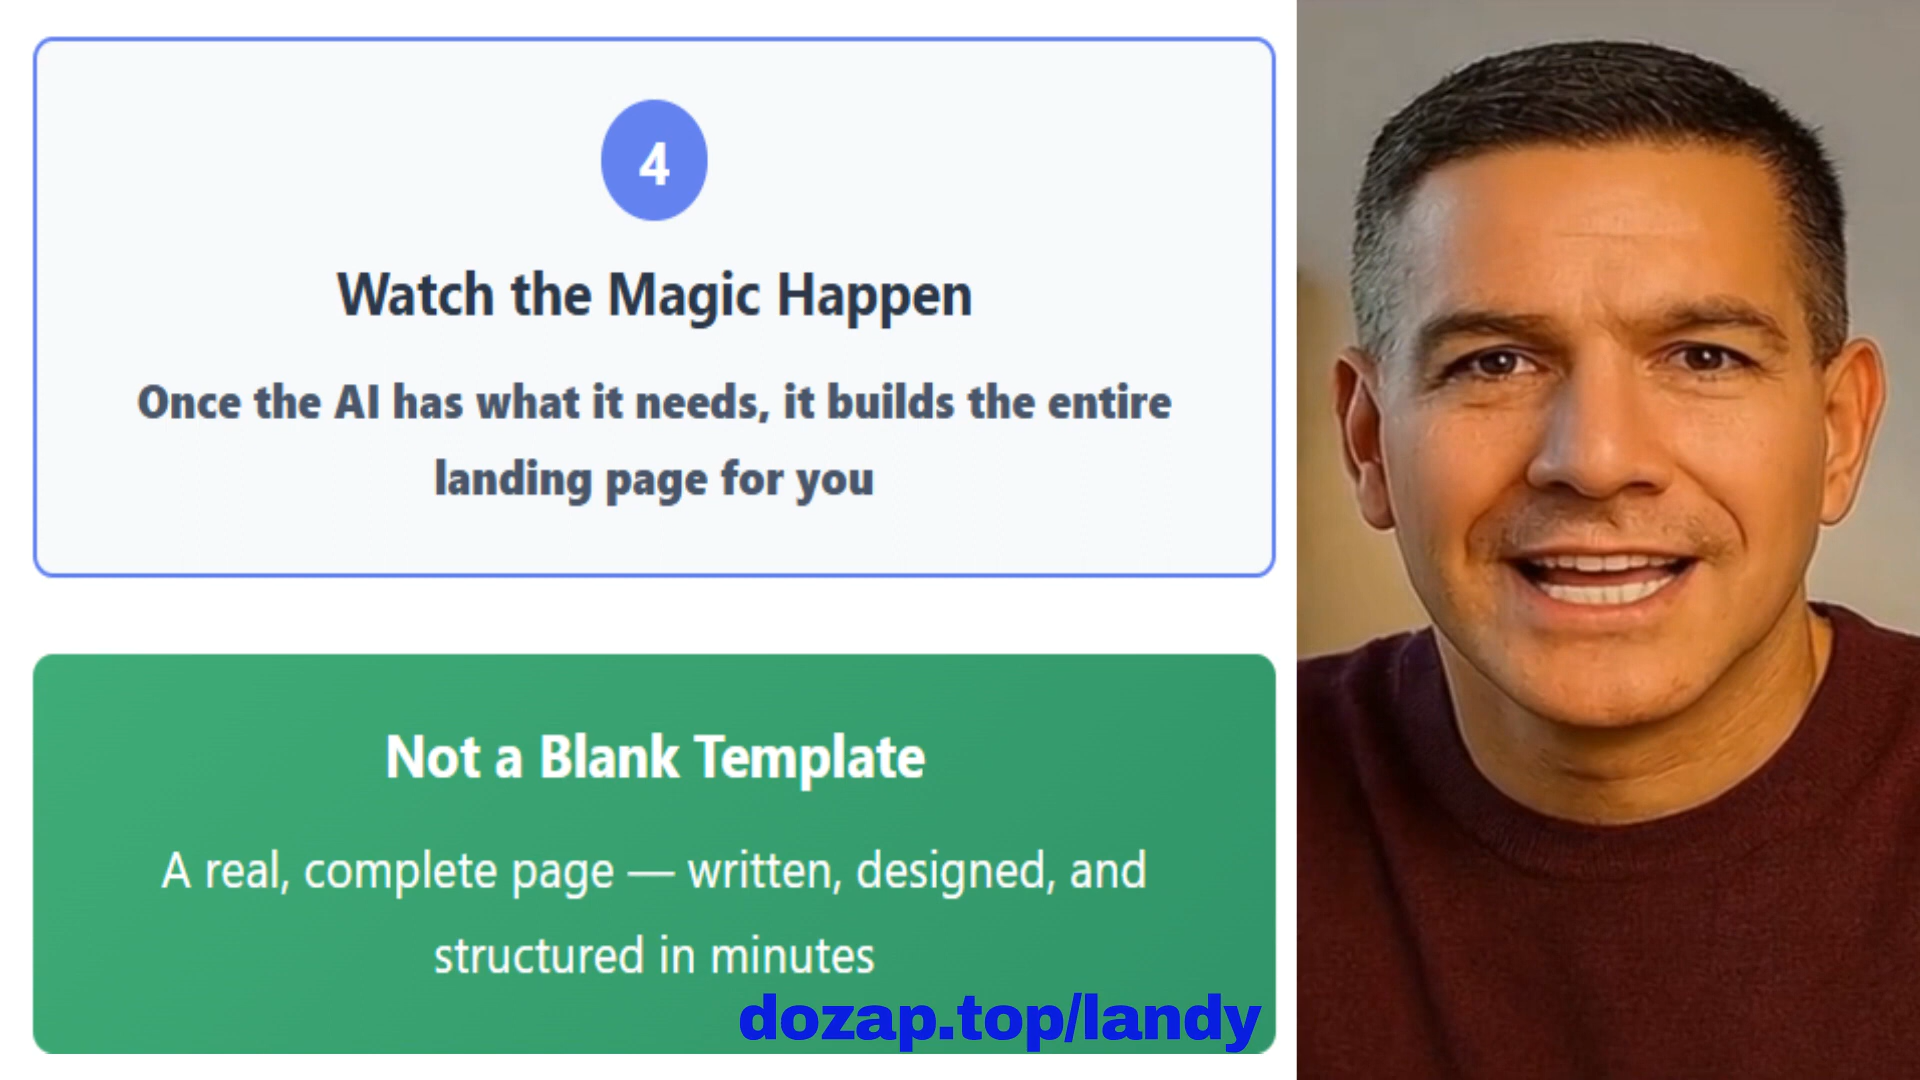 4
Watch the Magic Happen
Once the AI has what it needs, it builds the entire
landing page for you
Not a Blank Template
A real, complete page — written, designed, and
structured in minutes
dozap.top/landy